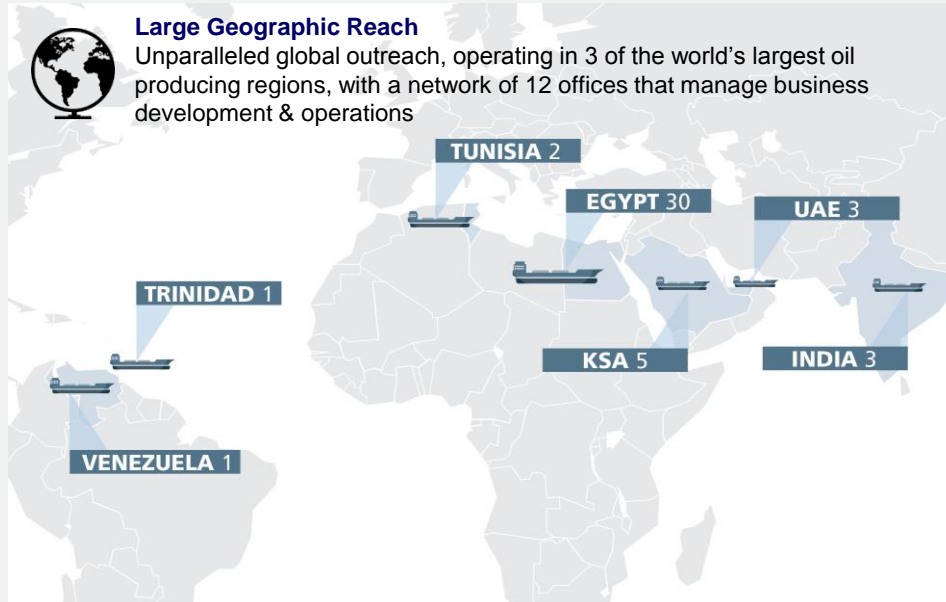 Large Geographic Reach
Unparalleled global outreach, operating in 3 of the world's largest oil
producing regions, with a network of 12 offices that manage business
development & operations
TUNISIA 2
EGYPT 30
UAE 3
TRINIDAD 1
KSA 5
INDIA 3
VENEZUELA 1